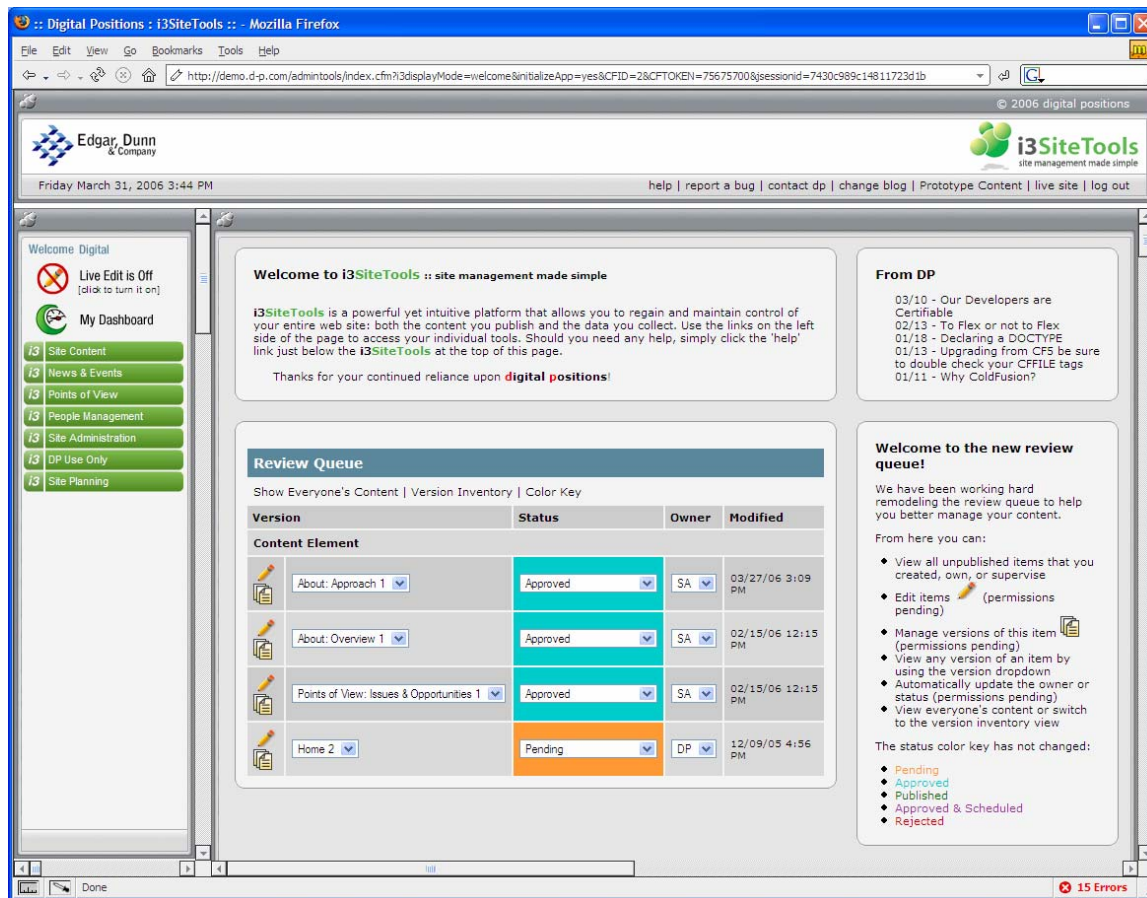 :: Digital Positions : i3SiteTools :: - Mozilla Firefox
File Edit View Go Bookmarks Tools Help
http://demo.d-p.com/admintools/index.cfm?i3displayMode=welcome&initializeApp=yes&CFID=2&CFTOKEN=75675700&jsessionid=7430c989c14811723d1b
G
© 2006 digital positions
Edgar, Dunn
& Company
i3SiteTools
site management made simple
Friday March 31, 2006 3:44 PM
help | report a bug | contact dp | change blog | Prototype Content | live site | log out
Welcome Digital
Live Edit is Off
[click to turn it on]
My Dashboard
i3 Site Content
i3 News & Events
i3 Points of View
i3 People Management
i3 Site Administration
i3 DP Use Only
i3 Site Planning
Welcome to i3SiteTools :: site management made simple
i3SiteTools is a powerful yet intuitive platform that allows you to regain and maintain control of
your entire web site: both the content you publish and the data you collect. Use the links on the left
side of the page to access your individual tools. Should you need any help, simply click the 'help'
link just below the i3SiteTools at the top of this page.
Thanks for your continued reliance upon digital positions!
Review Queue
Show Everyone's Content | Version Inventory | Color Key
Version Status Owner Modified
Content Element
About: Approach 1 Approved SA 03/27/06 3:09
PM
About: Overview 1 Approved SA 02/15/06 12:15
PM
Points of View: Issues & Opportunities 1 Approved SA 02/15/06 12:15
PM
Home 2 Pending DP 12/09/05 4:56
PM
From DP
03/10 - Our Developers are
Certifiable
02/13 - To Flex or not to Flex
01/18 - Declaring a DOCTYPE
01/13 - Upgrading from CF5 be sure
to double check your CFFILE tags
01/11 - Why ColdFusion?
Welcome to the new review
queue!
We have been working hard
remodeling the review queue to help
you better manage your content.
From here you can:
View all unpublished items that you
created, own, or supervise
Edit items (permissions
pending)
Manage versions of this item
(permissions pending)
View any version of an item by
using the version dropdown
Automatically update the owner or
status (permissions pending)
View everyone's content or switch
to the version inventory view
The status color key has not changed:
Pending
Approved
Published
Approved & Scheduled
Rejected
Done
15 Errors